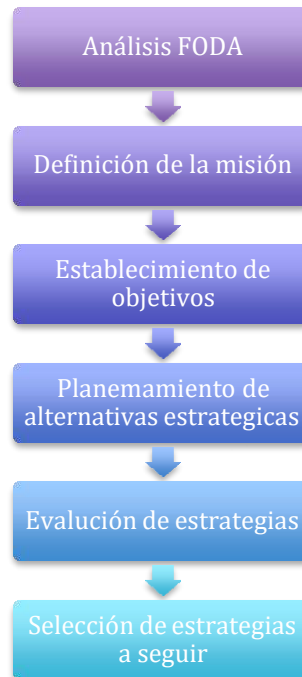 Análisis FODA
Definición de la misión
Establecimiento de
objetivos
Planemamiento de
alternativas estrategicas
Evalución de estrategias
Selección de estrategias
a seguir